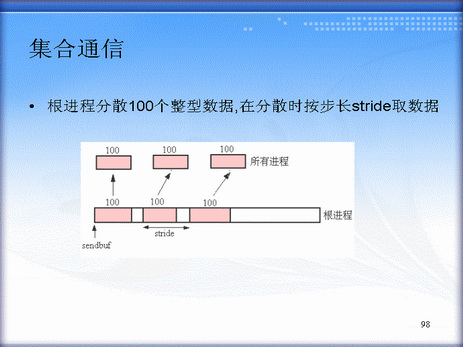 集合通信
• 根进程分散100个整型数据,在分散时按步长stride取数据
100 100 100
所有进程
100 100 100
根进程
stride
sendbuf
98